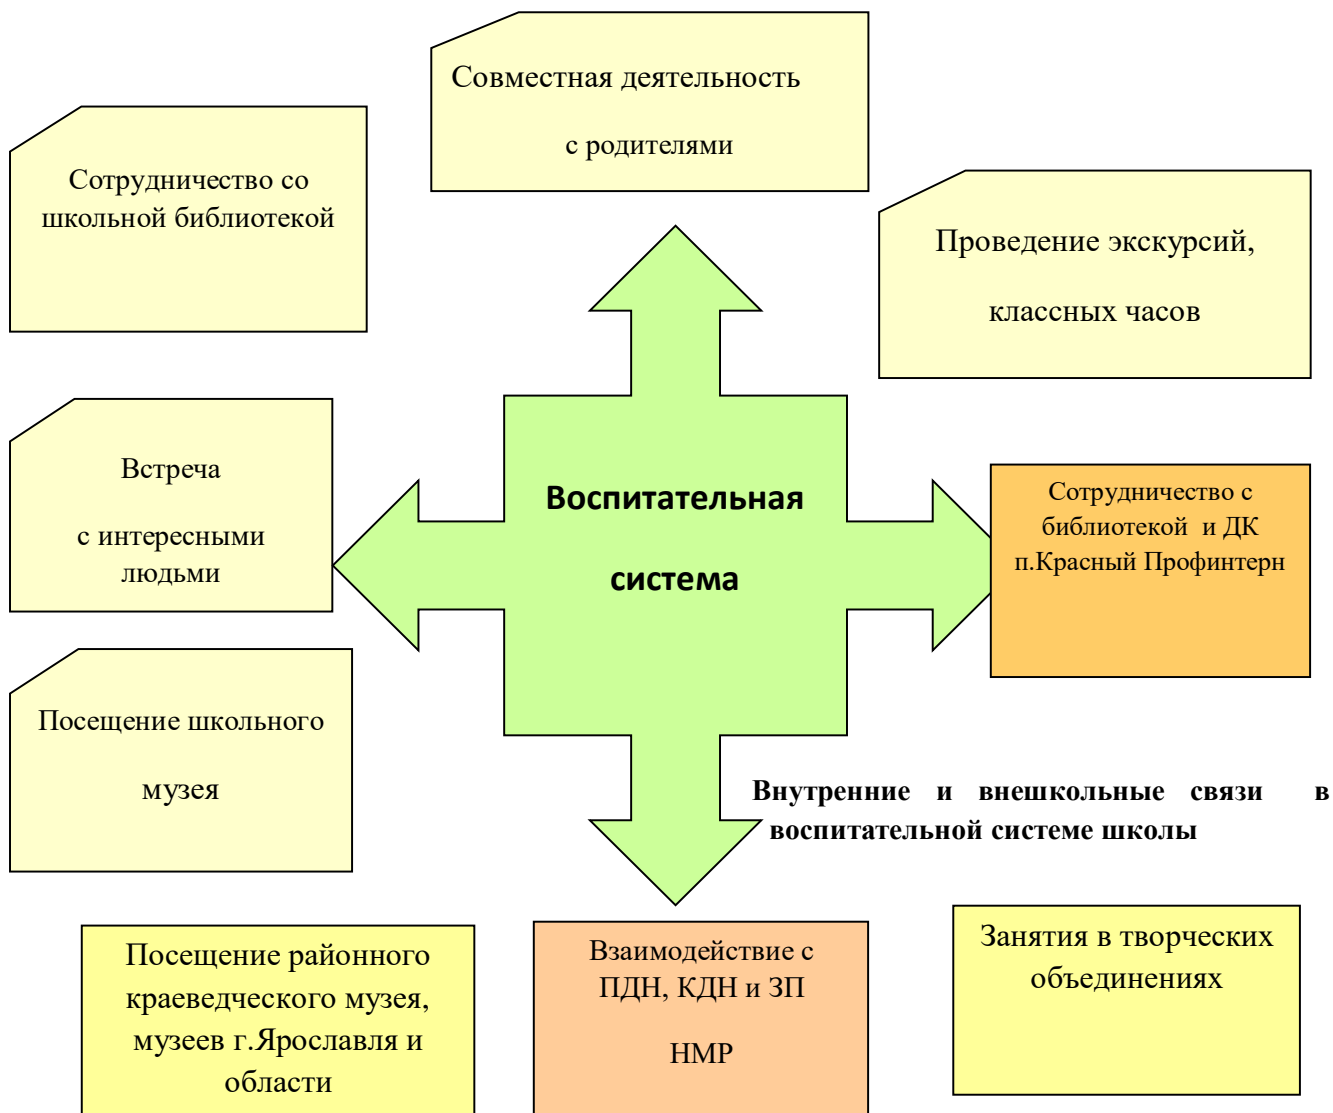 Совместная деятельность
с родителями
Сотрудничество со
школьной библиотекой
Проведение экскурсий,
классных часов
Встреча
с интересными
людьми
Воспитательная
система
Сотрудничество с
библиотекой и ДК
п.Красный Профинтерн
Посещение школьного
музея
Внутренние и внешкольные связи в
воспитательной системе школы
Посещение районного
краеведческого музея,
музеев г.Ярославля и
области
Взаимодействие с
ПДН, КДН и ЗП
НМР
Занятия в творческих
объединениях